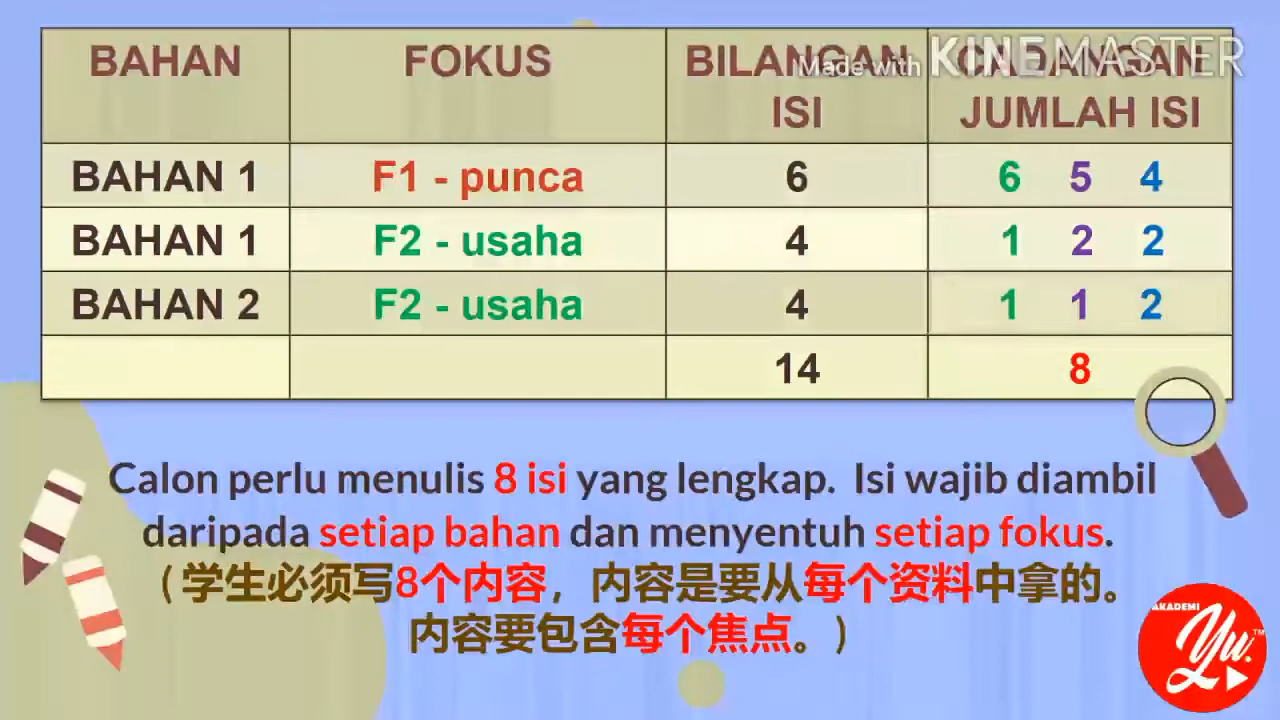 BAHAN FOKUS BILANGAN ISI CADANGAN JUMLAH ISI
Made with KINEMASTER
BAHAN 1 F1 - punca 6 6 5 4
BAHAN 1 F2 - usaha 4 1 2 2
BAHAN 2 F2 - usaha 4 1 1 2
14 8
Calon perlu menulis 8 isi yang lengkap. Isi wajib diambil
daripada setiap bahan dan menyentuh setiap fokus.
(学生必须写8个内容，内容是要从每个资料中拿的。
内容要包含每个焦点。)
AKADEMI
Yu.
TM